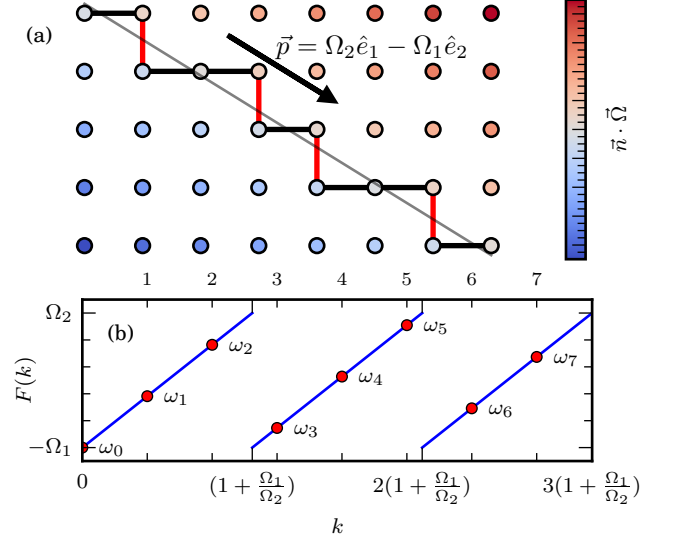 (a)
p⃗ = Ω₂ê₁ − Ω₁ê₂
n⃗ · Ω⃗
1 2 3 4 5 6 7
(b)
F(k)
Ω₂
−Ω₁
ω₀
ω₁
ω₂
ω₃
ω₄
ω₅
ω₆
ω₇
0 (1 + Ω₁/Ω₂) 2(1 + Ω₁/Ω₂) 3(1 + Ω₁/Ω₂)
k